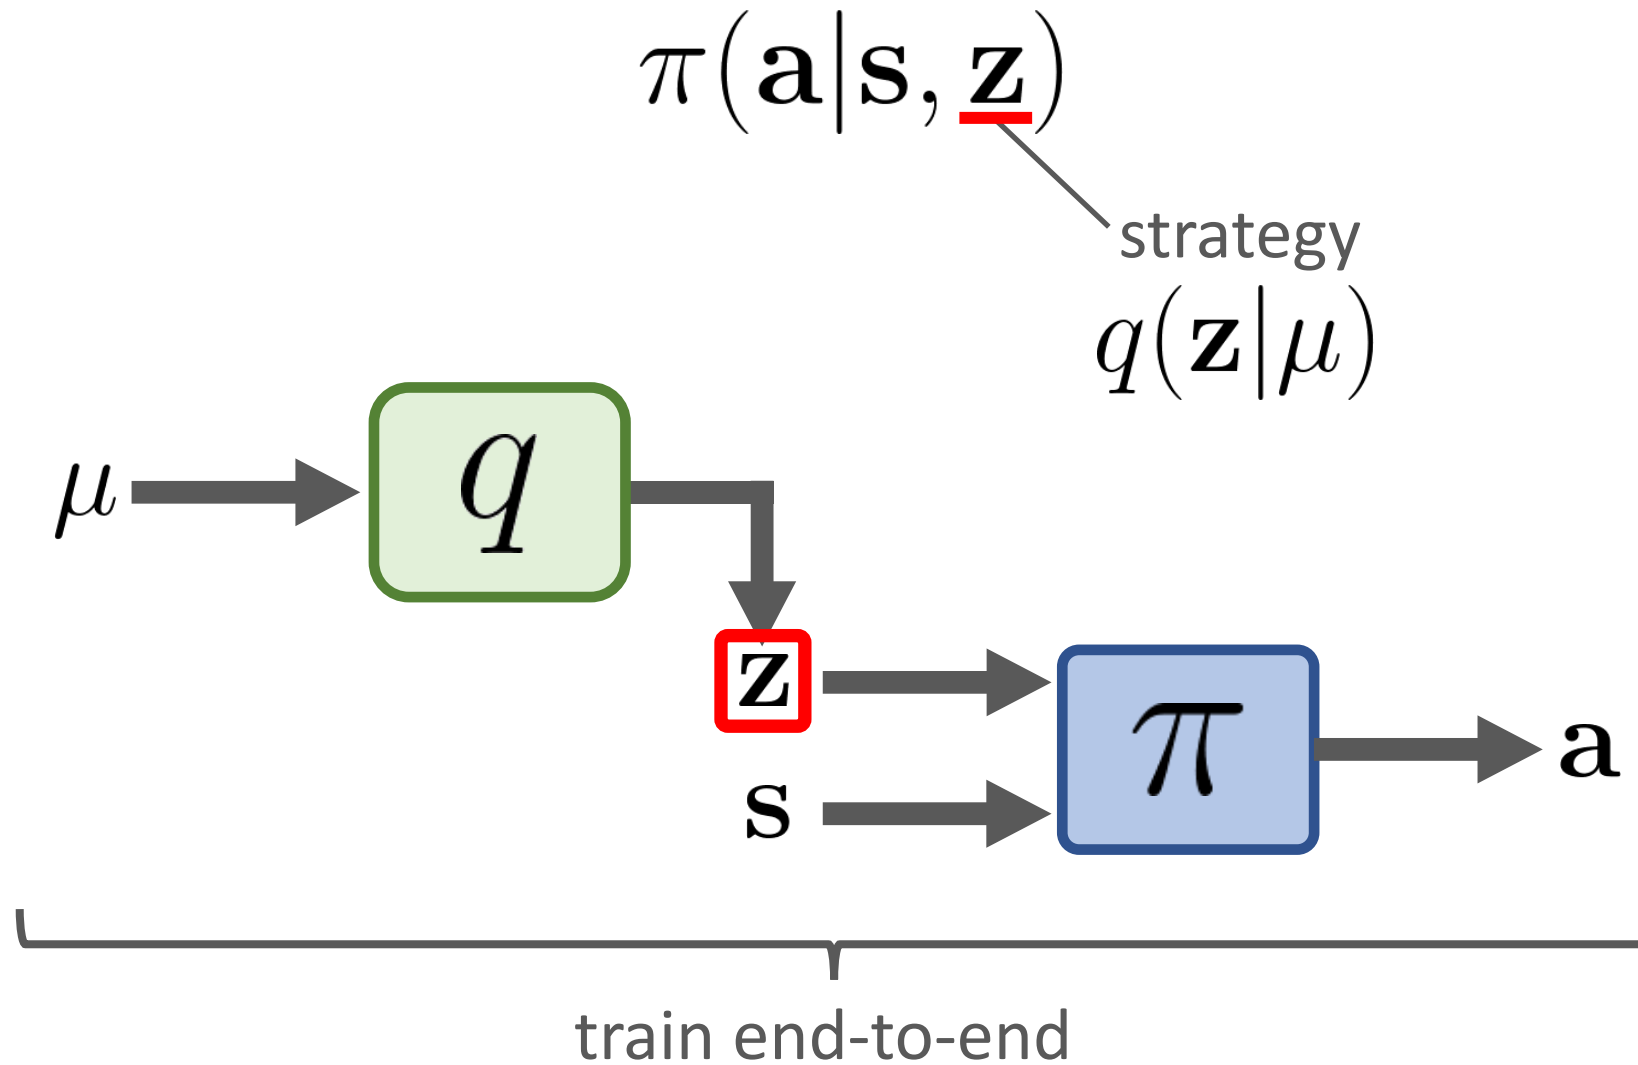 π(a|s, z)
strategy
q(z|μ)
μ
q
z
s
π
a
train end-to-end